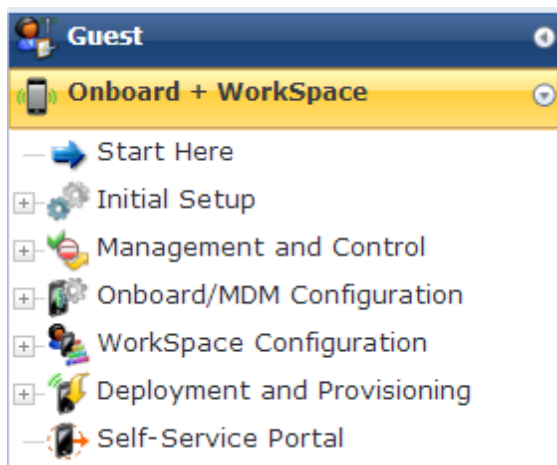 Guest
Onboard + WorkSpace
Start Here
Initial Setup
Management and Control
Onboard/MDM Configuration
WorkSpace Configuration
Deployment and Provisioning
Self-Service Portal